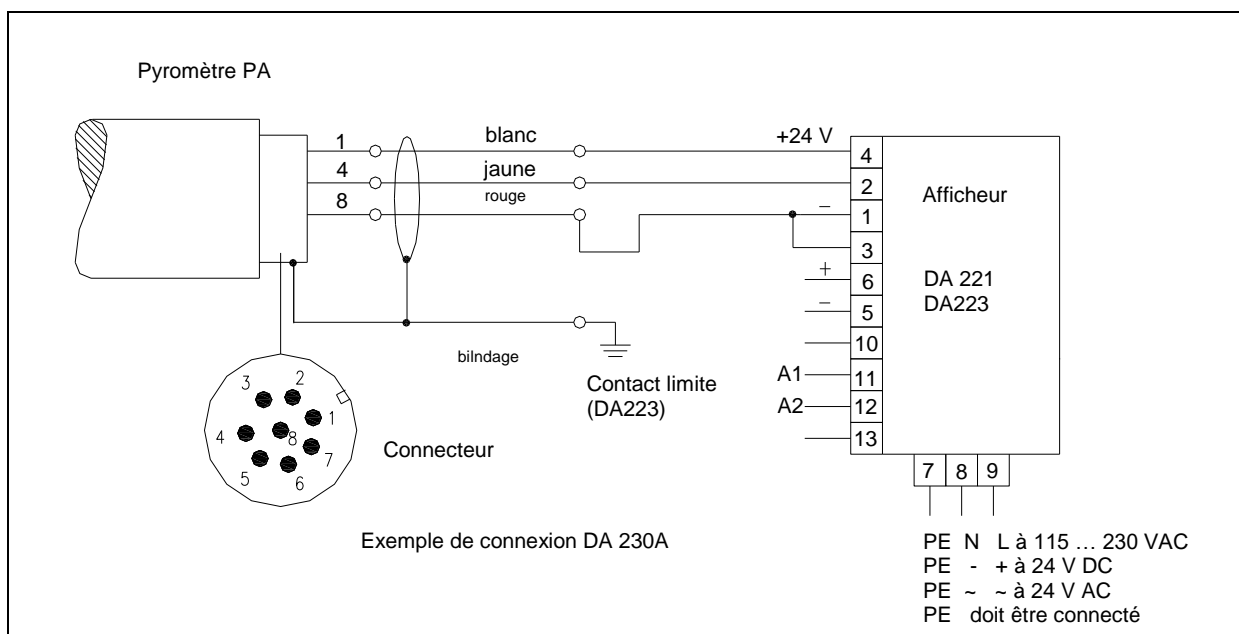 Pyromètre PA
1 blanc +24 V 4
4 jaune 2
8 rouge – 1
3
+ 6
– 5
10
A1 11
A2 12
13
Afficheur
DA 221
DA223
bilndage
Contact limite
(DA223)
3 2
1
4 8
7
5 6
Connecteur
7 8 9
Exemple de connexion DA 230A
PE N L à 115 ... 230 VAC
PE - + à 24 V DC
PE ~ ~ à 24 V AC
PE doit être connecté